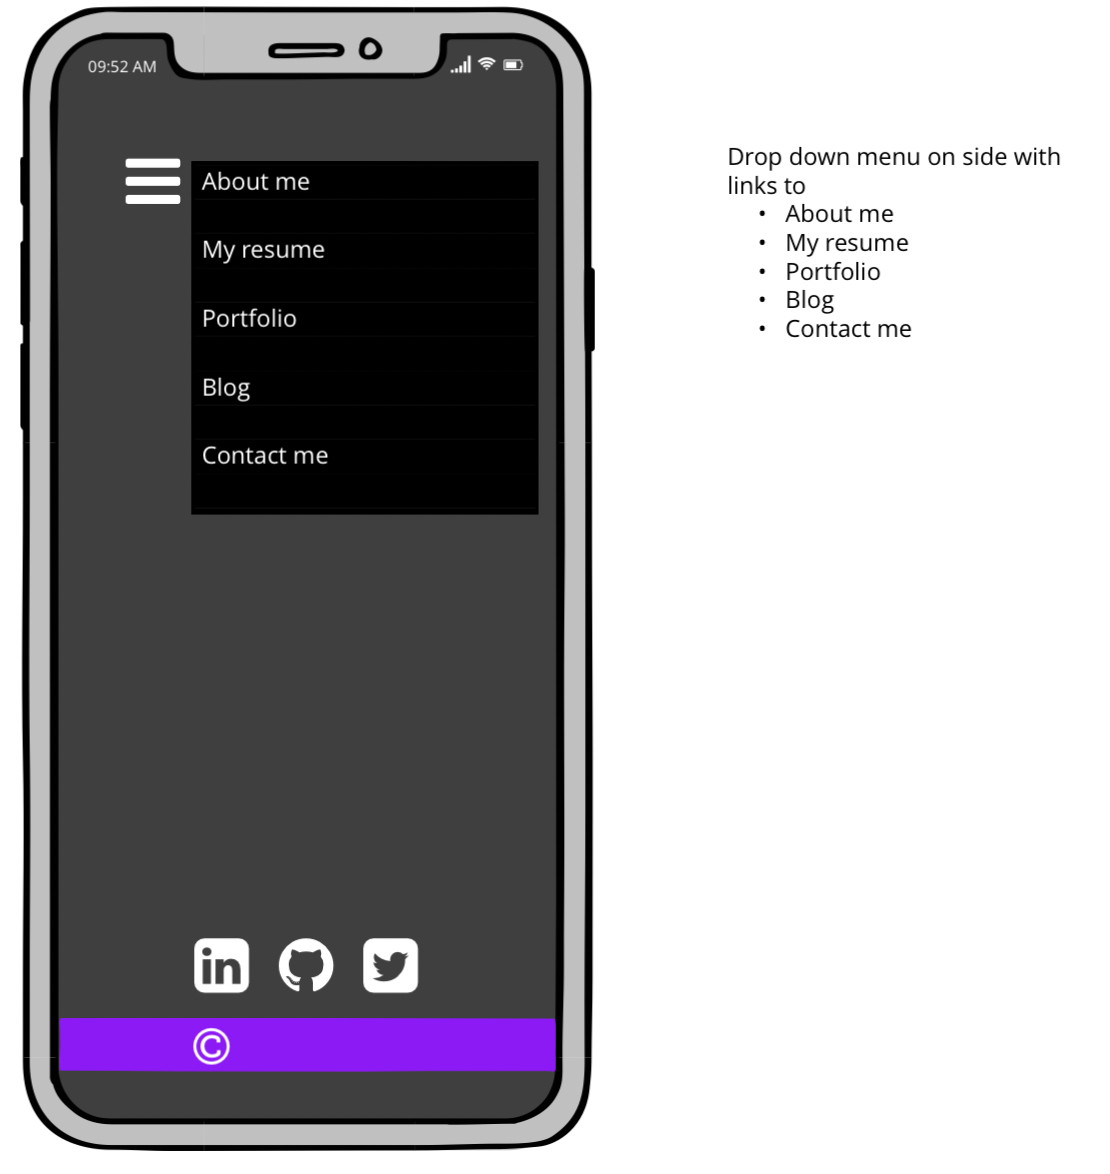 09:52 AM
About me
My resume
Portfolio
Blog
Contact me
in
©
Drop down menu on side with
links to
• About me
• My resume
• Portfolio
• Blog
• Contact me